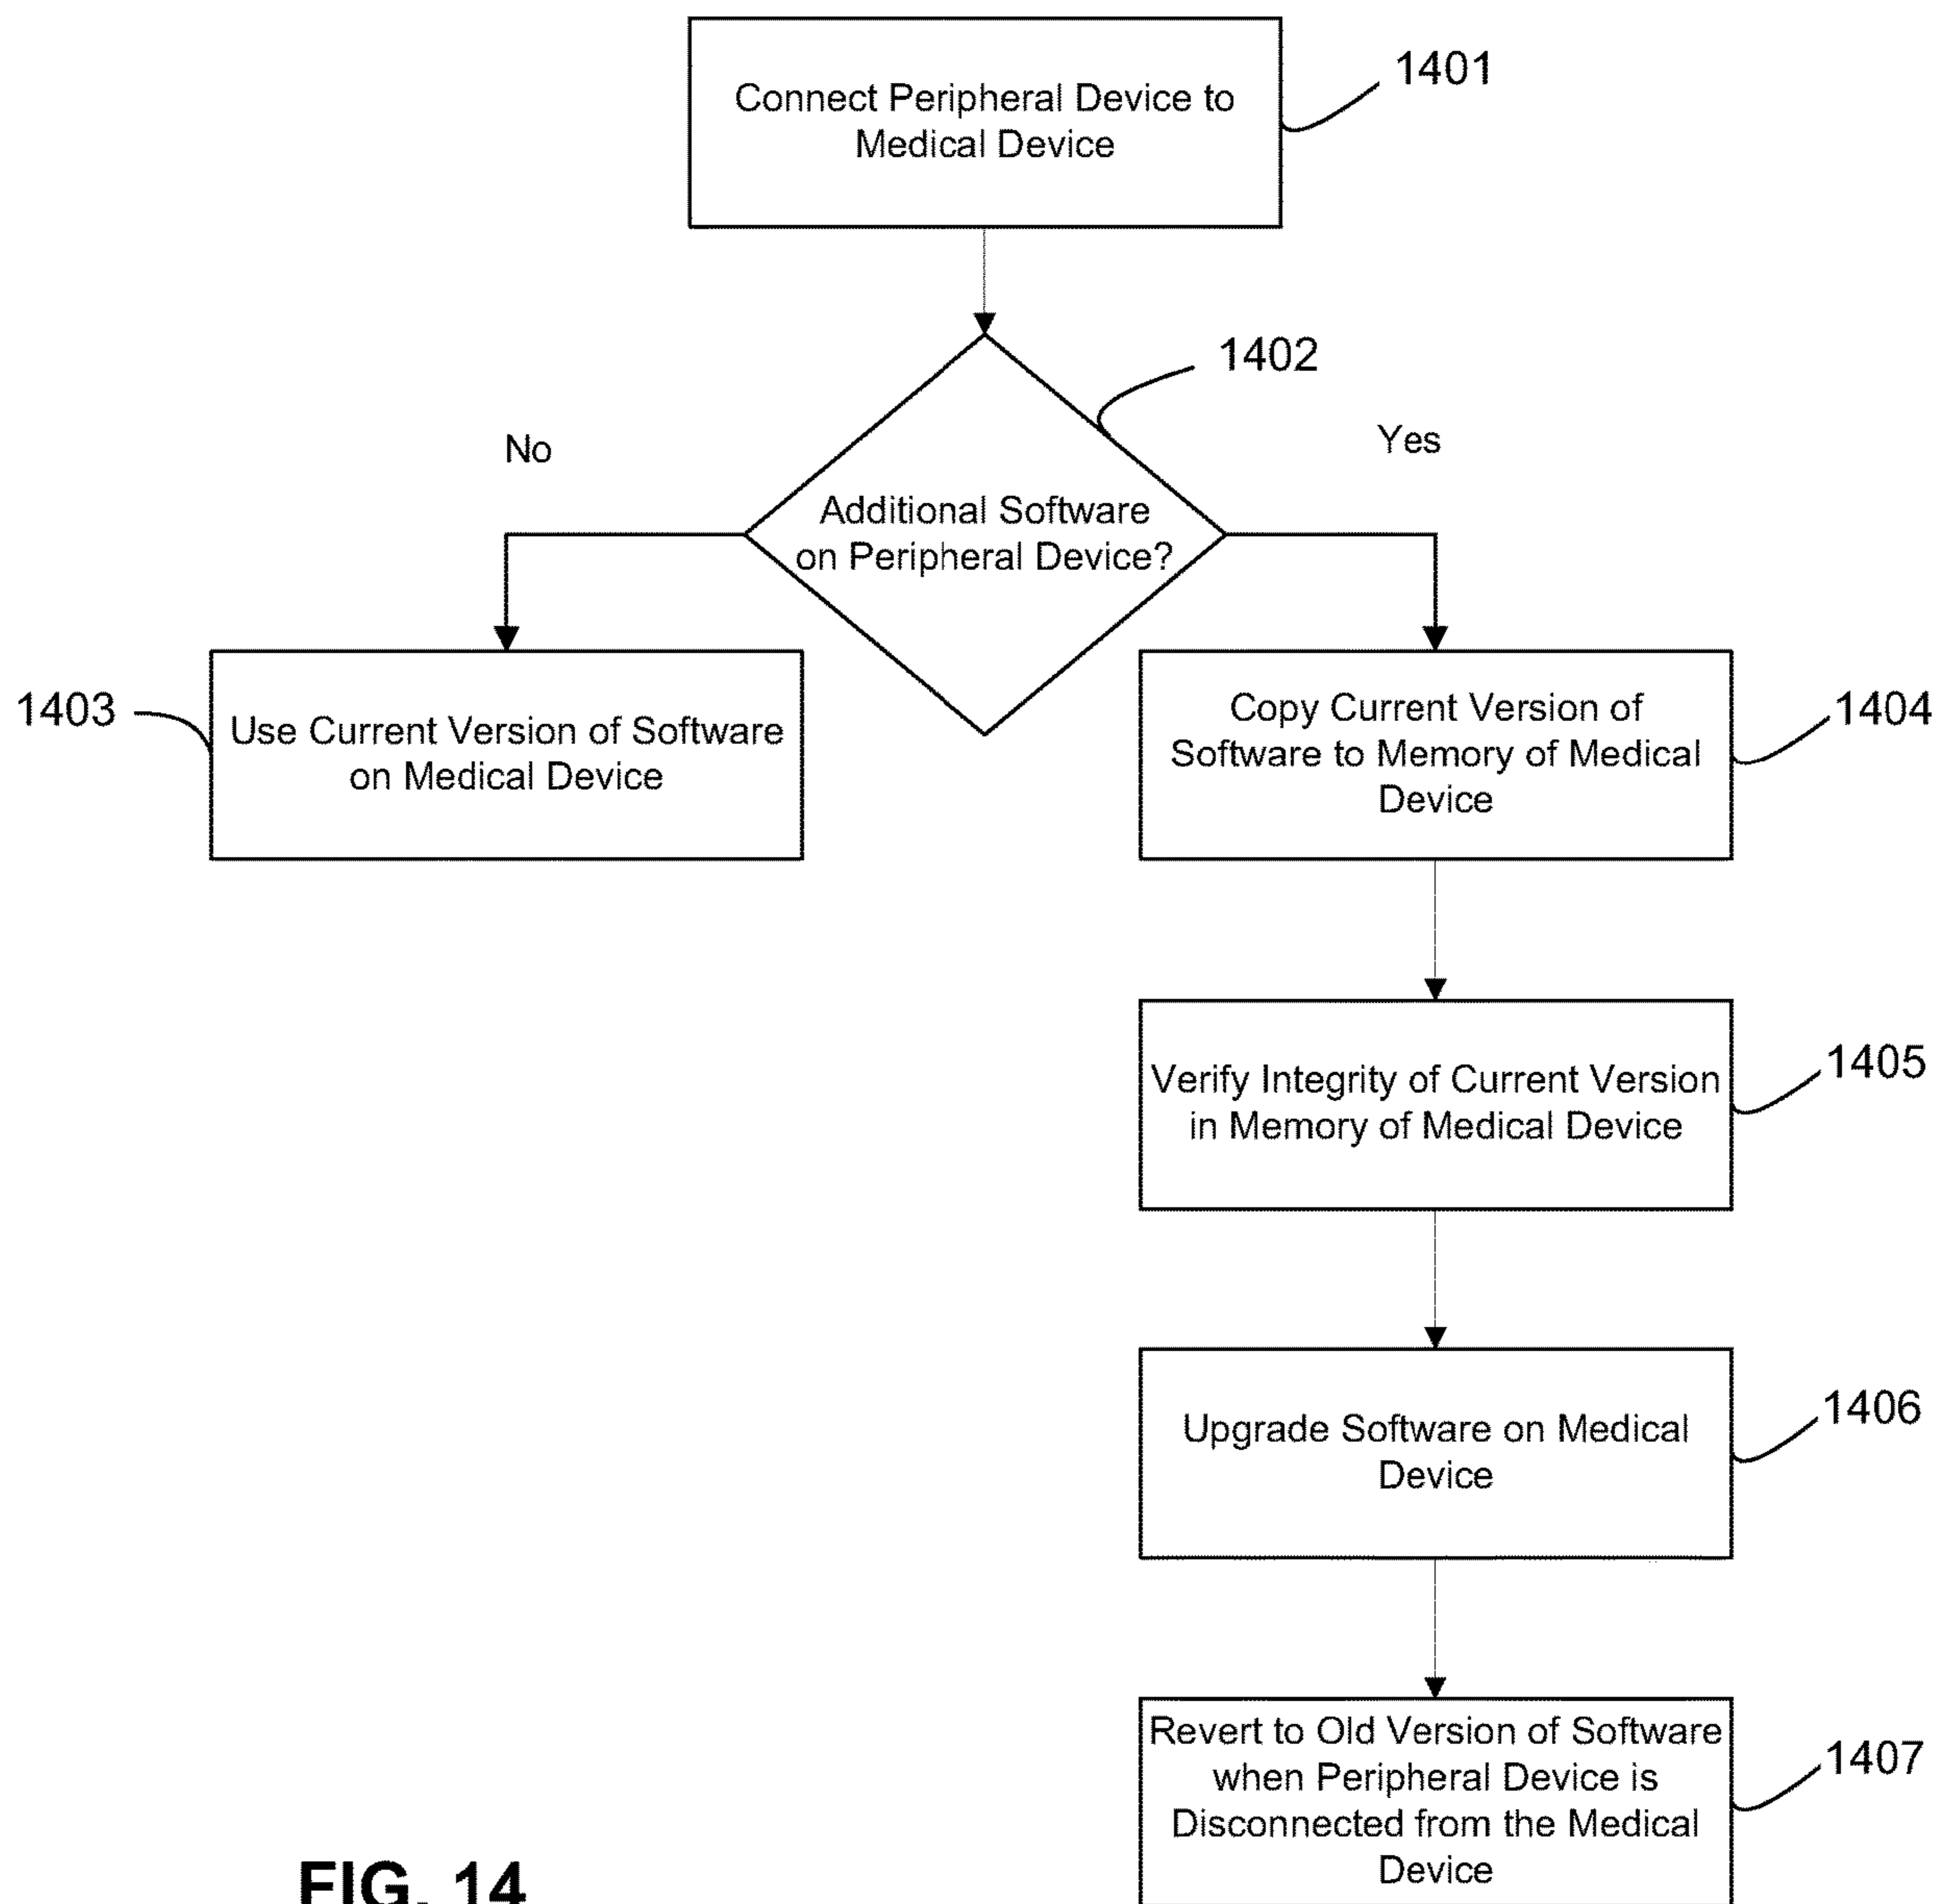 Connect Peripheral Device to
Medical Device
1401
1402
No
Yes
Additional Software
on Peripheral Device?
1403
Use Current Version of Software
on Medical Device
Copy Current Version of
Software to Memory of Medical
Device
1404
Verify Integrity of Current Version
in Memory of Medical Device
1405
Upgrade Software on Medical
Device
1406
Revert to Old Version of Software
when Peripheral Device is
Disconnected from the Medical
Device
1407
FIG. 14